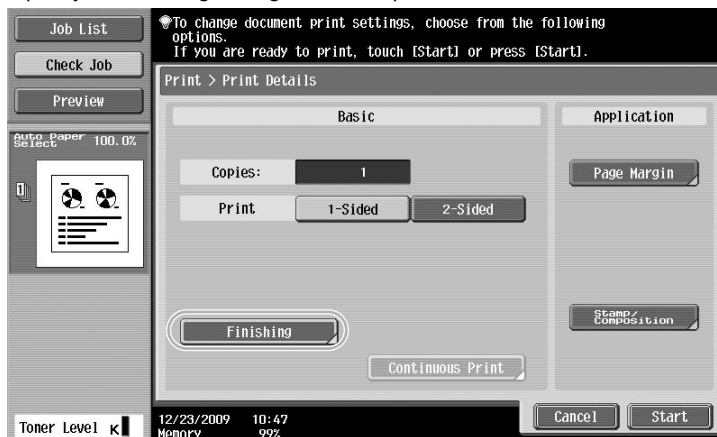 Job List
Check Job
Preview
Auto Paper Select 100.0%
1
To change document print settings, choose from the following
options.
If you are ready to print, touch [Start] or press [Start].
Print > Print Details
Basic
Application
Copies: 1
Page Margin
Print 1-Sided 2-Sided
Finishing
Stamp/
Composition
Continuous Print
Toner Level K
12/23/2009 10:47
Memory 99%
Cancel Start